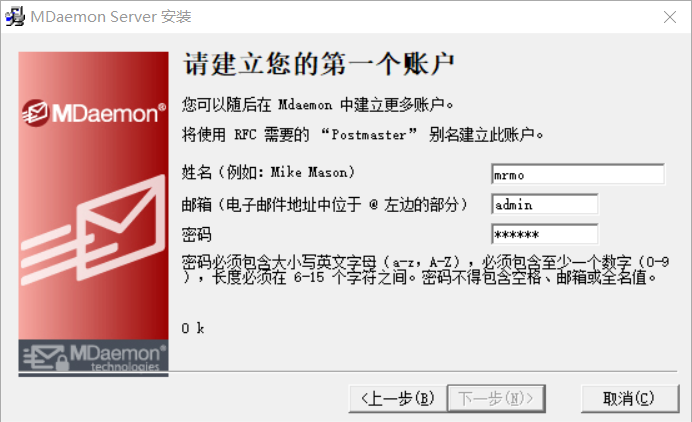 MDaemon Server 安装
请建立您的第一个账户
MDaemon®
您可以随后在 Mdaemon 中建立更多账户。
将使用 RFC 需要的 “Postmaster” 别名建立此账户。
姓名（例如：Mike Mason）
mrmo
邮箱（电子邮件地址中位于 @ 左边的部分）
admin
密码
******
密码必须包含大小写英文字母（a-z，A-Z），必须包含至少一个数字（0-9
），长度必须在 6-15 个字符之间。密码不得包含空格、邮箱或全名值。
O k
MDaemon®
technologies
<上一步(B)
下一步(N)>
取消(C)